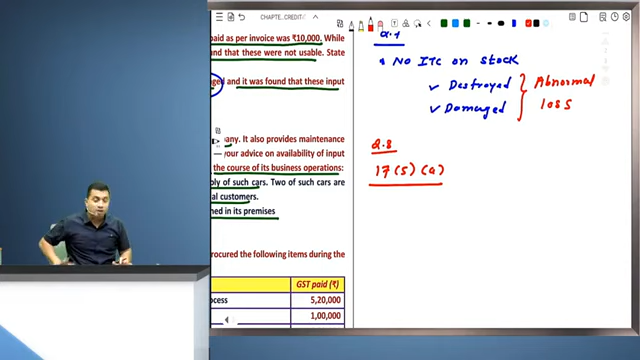 CHAPTE.. CREDIT
paid as per invoice was ₹10,000. While
und that these were not usable. State
ged and it was found that these input
pany. It also provides maintenance
your advice on availability of input
the course of its business operations:
ply of such cars. Two of such cars are
al customers.
ned in its premises
procured the following items during the
GST paid (₹)
ocess 5,20,000
1,00,000
Q.7
No ITC on stock
✓ Destroyed
✓ Damaged
Abnormal
loss
Q.8
17(5)(a)